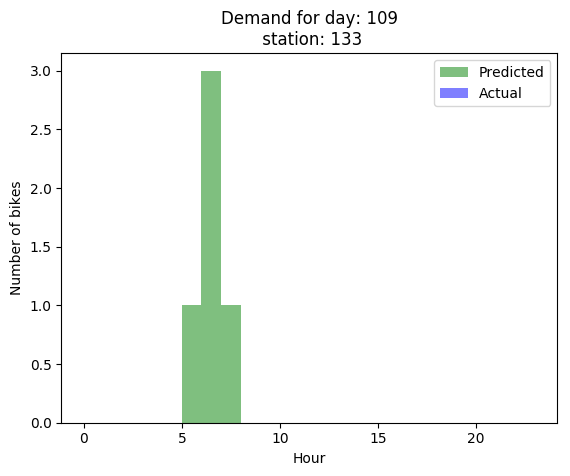 Demand for day: 109
station: 133
Predicted
Actual
3.0
2.5
2.0
1.5
1.0
0.5
0.0
Number of bikes
0 5 10 15 20
Hour